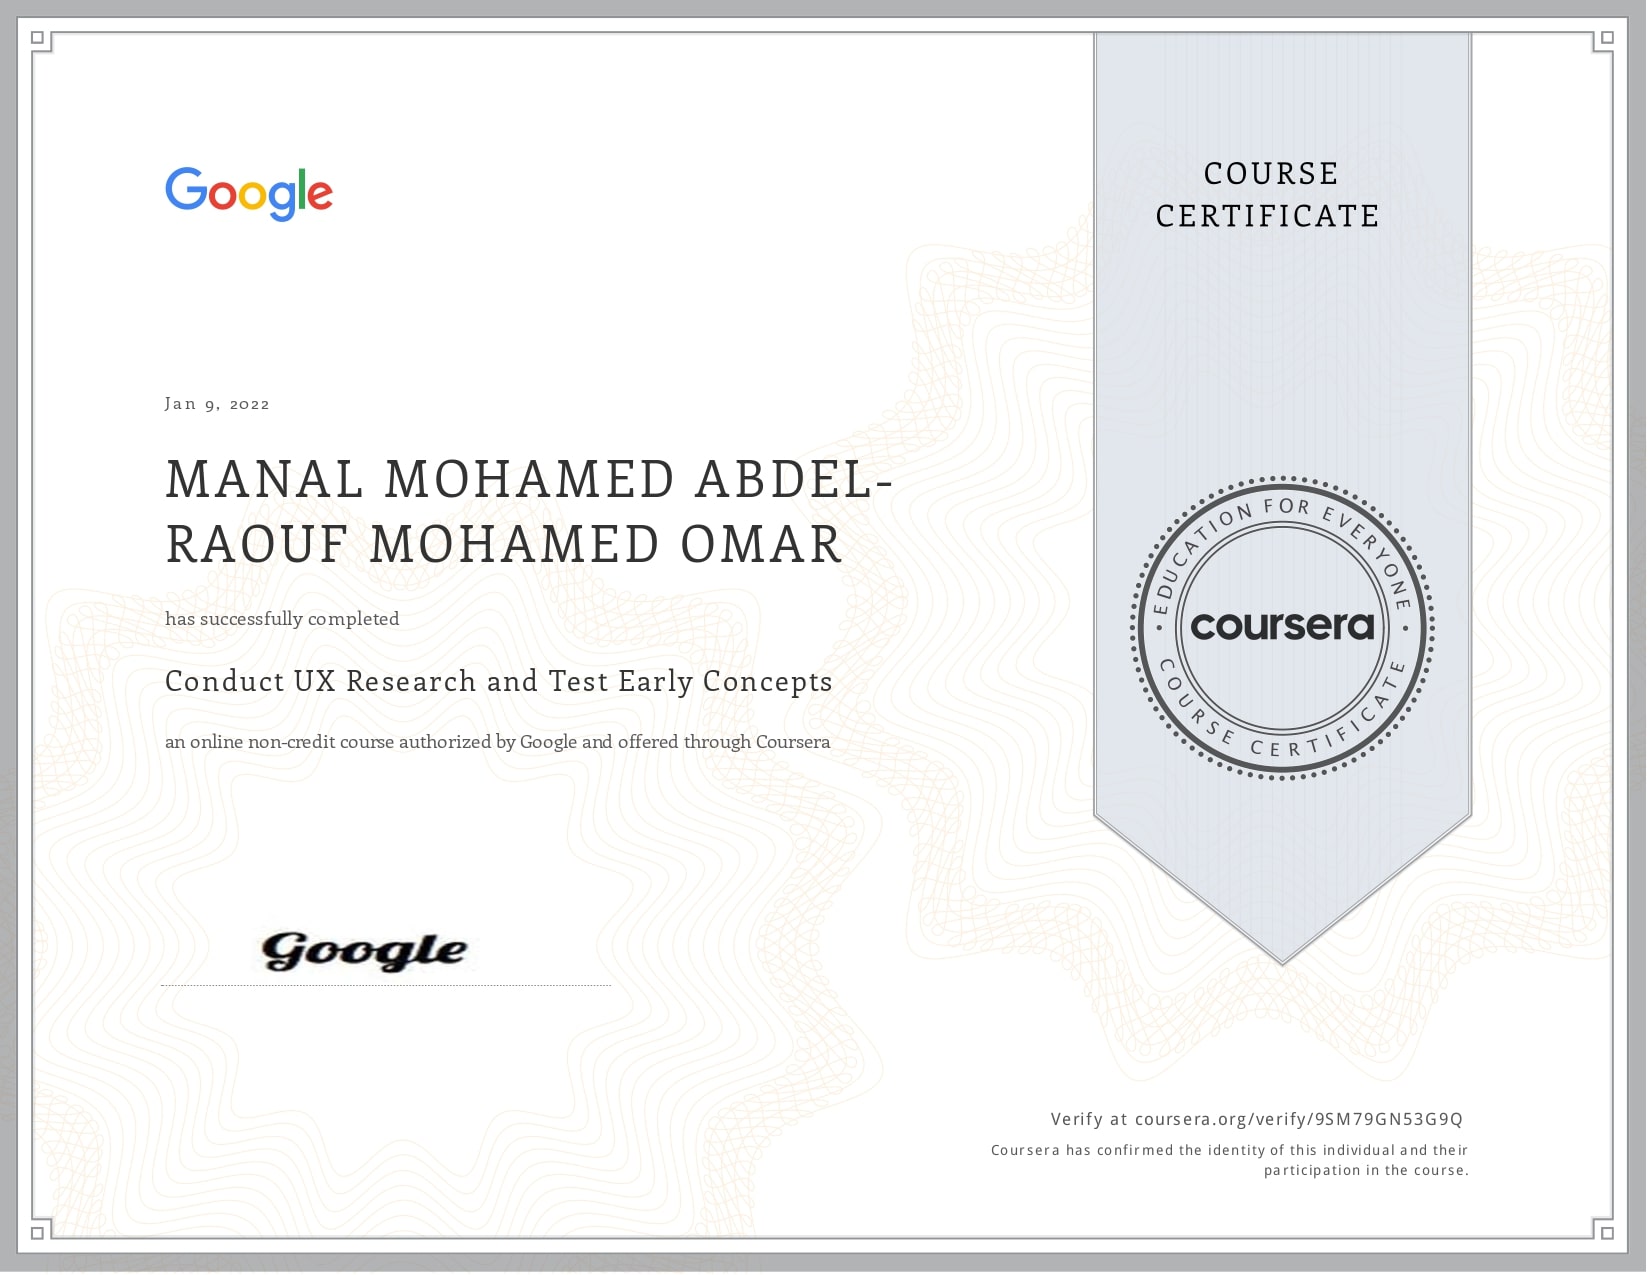 Google
COURSE
CERTIFICATE
Jan 9, 2022
MANAL MOHAMED ABDEL-
RAOUF MOHAMED OMAR
has successfully completed
Conduct UX Research and Test Early Concepts
an online non-credit course authorized by Google and offered through Coursera
EDUCATION FOR EVERYONE
coursera
COURSE CERTIFICATE
Google
Verify at coursera.org/verify/9SM79GN53G9Q
Coursera has confirmed the identity of this individual and their
participation in the course.